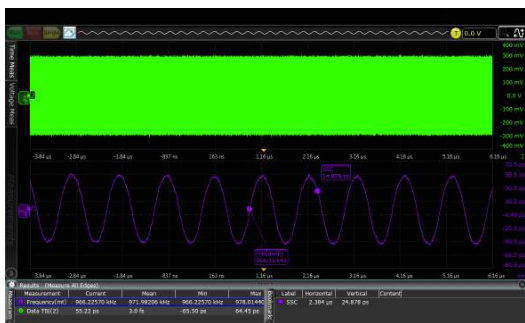 Single
T 0.0 V
Time Meas
Voltage Meas
400 mV
300 mV
200 mV
100 mV
0.0 V
-100 mV
-200 mV
-300 mV
-400 mV
-3.84 µs -2.84 µs -1.84 µs -837 ns 163 ns 1.16 µs 2.16 µs 3.16 µs 4.16 µs 5.16 µs 6.16 µs
SSC
24.878 ps
Frequency
-3.84 µs -2.84 µs -1.84 µs -837 ns 163 ns 1.16 µs 2.16 µs 3.16 µs 4.16 µs 5.16 µs 6.16 µs
Results (Measure All Edges)
Measurement Current Mean Min Max
Label Horizontal Vertical Content
Frequency(mt) 966.22570 kHz 971.98206 kHz 966.22570 kHz 978.01440
SSC 2.384 µs 24.878 ps
Data TIE(2) 55.22 ps 3.0 fs -65.50 ps 64.45 ps